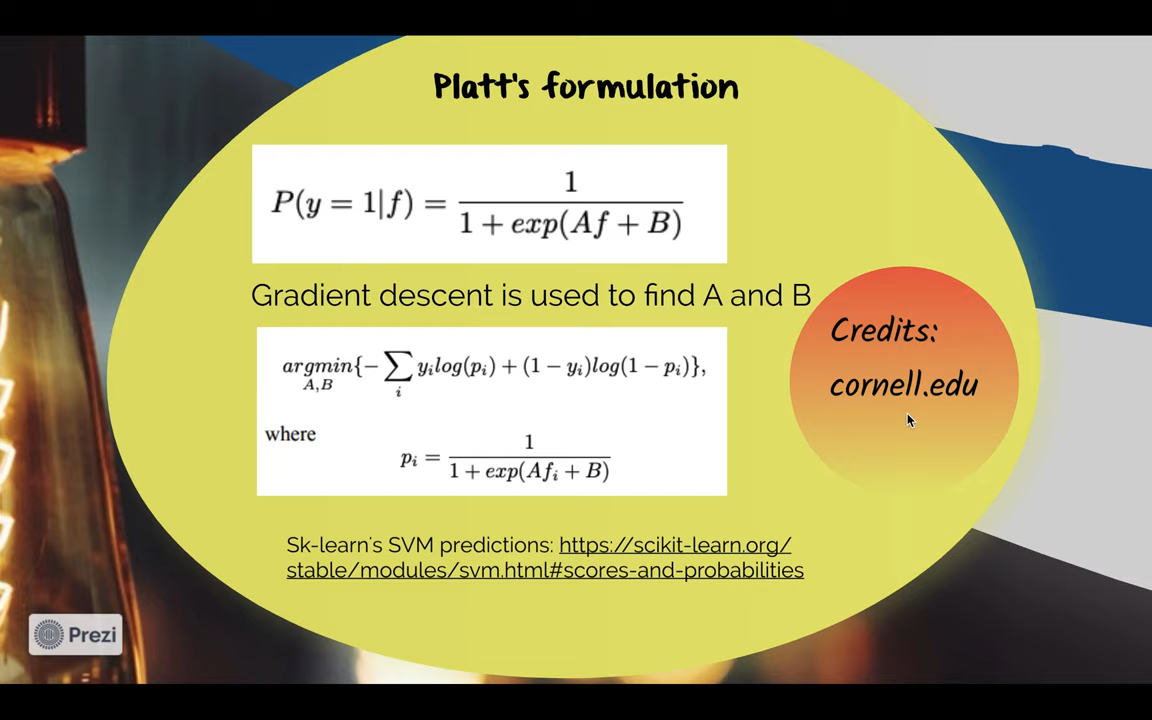 Platt's formulation
P(y = 1|f) = 1 / (1 + exp(Af + B))
Gradient descent is used to find A and B
argmin{− ∑ yᵢlog(pᵢ) + (1 − yᵢ)log(1 − pᵢ)},
A,B i
where
pᵢ = 1 / (1 + exp(Afᵢ + B))
Credits:
cornell.edu
Sk-learn's SVM predictions: https://scikit-learn.org/
stable/modules/svm.html#scores-and-probabilities
Prezi